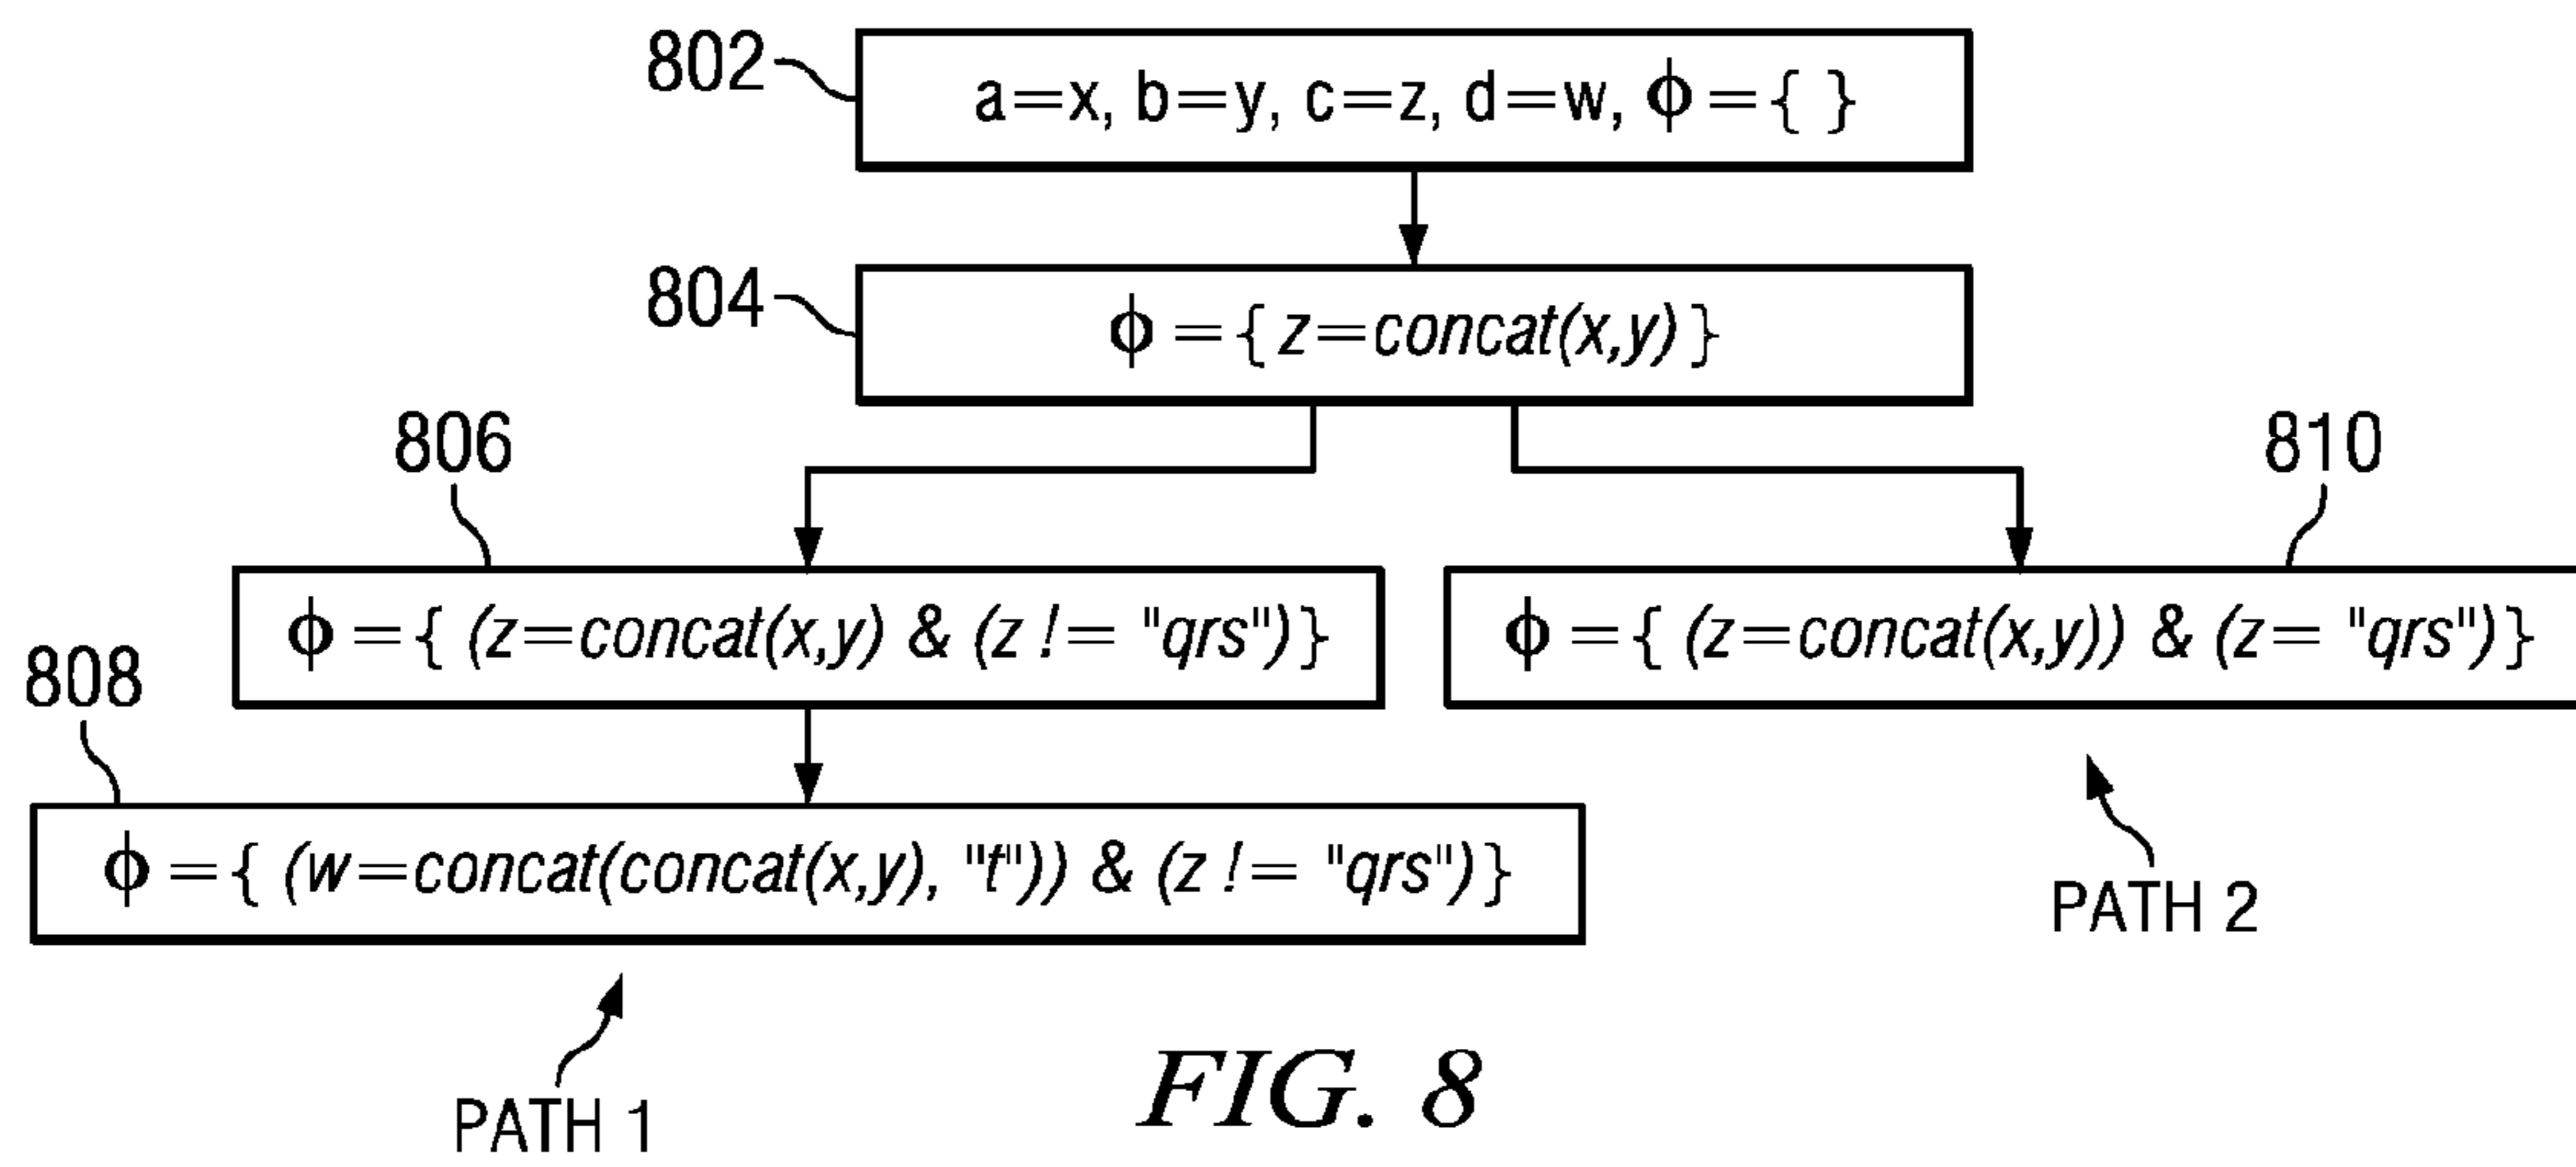 802
a=x, b=y, c=z, d=w, ϕ={ }
804
ϕ={z=concat(x,y)}
806
810
ϕ={ (z=concat(x,y) & (z != "qrs")}
ϕ={ (z=concat(x,y)) & (z= "qrs")}
808
ϕ={ (w=concat(concat(x,y), "t")) & (z != "qrs")}
PATH 2
PATH 1
FIG. 8